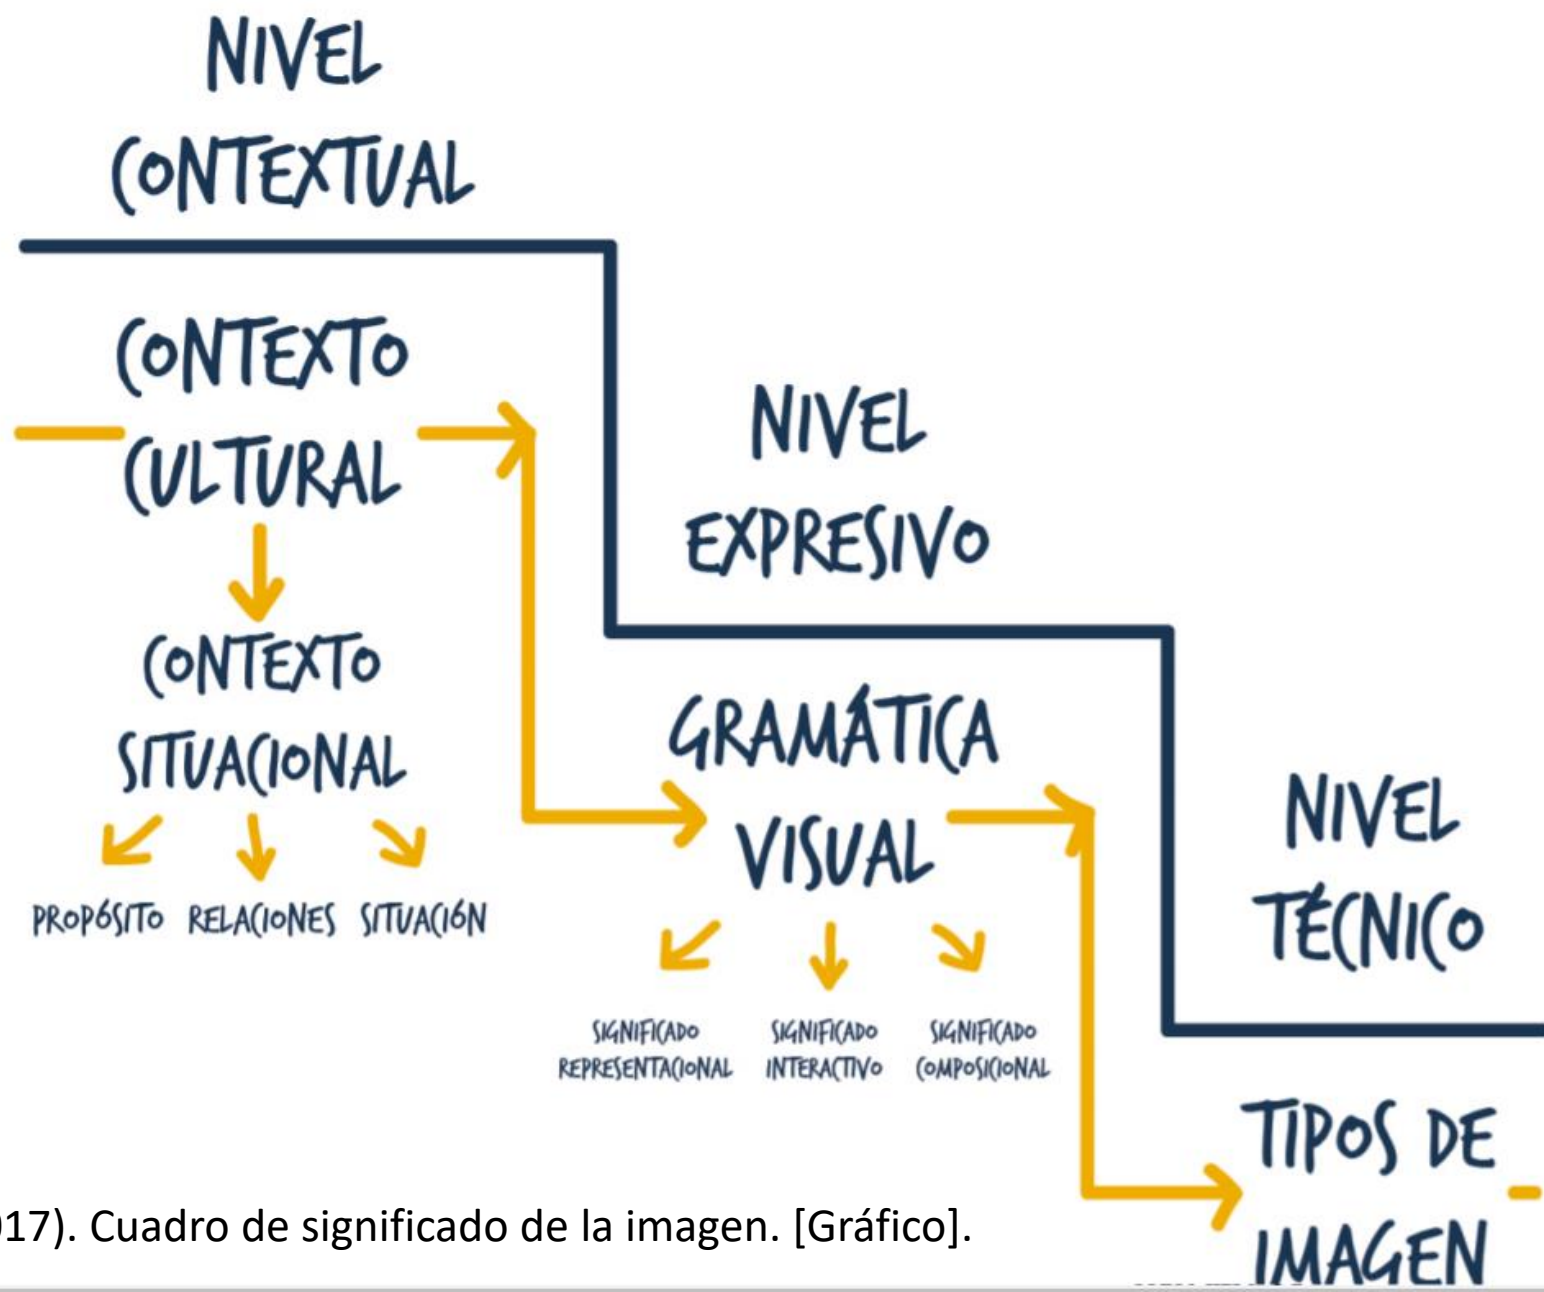 NIVEL
CONTEXTUAL
CONTEXTO
CULTURAL
CONTEXTO
SITUACIONAL
PROPÓSITO RELACIONES SITUACIÓN
NIVEL
EXPRESIVO
GRAMÁTICA
VISUAL
SIGNIFICADO
REPRESENTACIONAL
SIGNIFICADO
INTERACTIVO
SIGNIFICADO
COMPOSICIONAL
NIVEL
TÉCNICO
TIPOS DE
IMAGEN
17). Cuadro de significado de la imagen. [Gráfico].